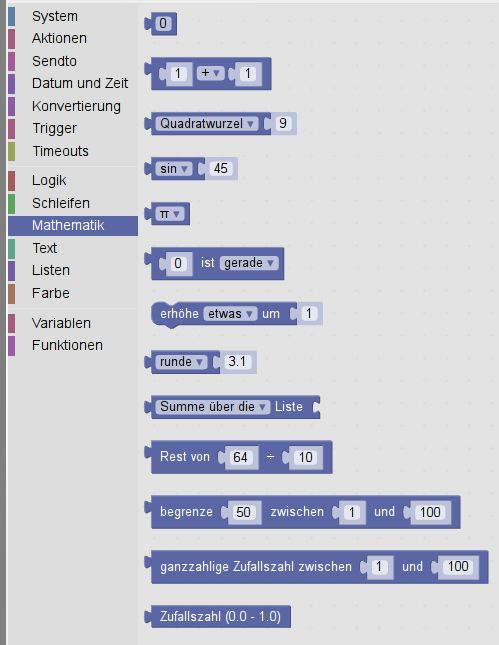 System
Aktionen
Sendto
Datum und Zeit
Konvertierung
Trigger
Timeouts
Logik
Schleifen
Mathematik
Text
Listen
Farbe
Variablen
Funktionen
0
1 + 1
Quadratwurzel 9
sin 45
π
0 ist gerade
erhöhe etwas um 1
runde 3.1
Summe über die Liste
Rest von 64 ÷ 10
begrenze 50 zwischen 1 und 100
ganzzahlige Zufallszahl zwischen 1 und 100
Zufallszahl (0.0 - 1.0)